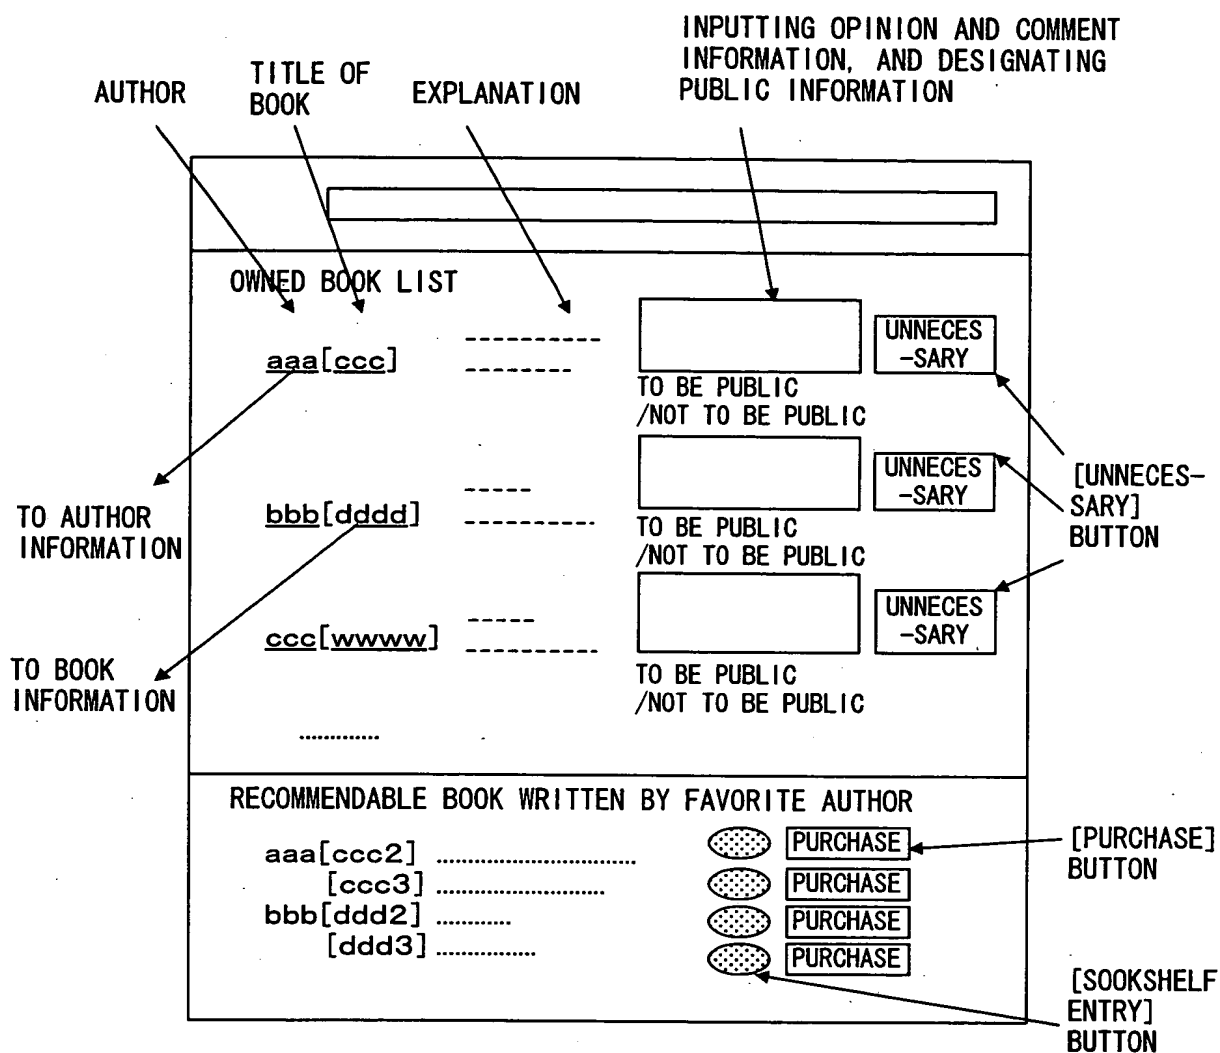 INPUTTING OPINION AND COMMENT
INFORMATION, AND DESIGNATING
PUBLIC INFORMATION
AUTHOR
TITLE OF
BOOK
EXPLANATION
OWNED BOOK LIST
aaa[ccc]
UNNECES
-SARY
TO BE PUBLIC
/NOT TO BE PUBLIC
bbb[dddd]
UNNECES
-SARY
TO BE PUBLIC
/NOT TO BE PUBLIC
ccc[wwww]
UNNECES
-SARY
TO BE PUBLIC
/NOT TO BE PUBLIC
[UNNECES-
SARY]
BUTTON
TO AUTHOR
INFORMATION
TO BOOK
INFORMATION
RECOMMENDABLE BOOK WRITTEN BY FAVORITE AUTHOR
aaa[ccc2] PURCHASE
[ccc3] PURCHASE
bbb[ddd2] PURCHASE
[ddd3] PURCHASE
[PURCHASE]
BUTTON
[SOOKSHELF
ENTRY]
BUTTON